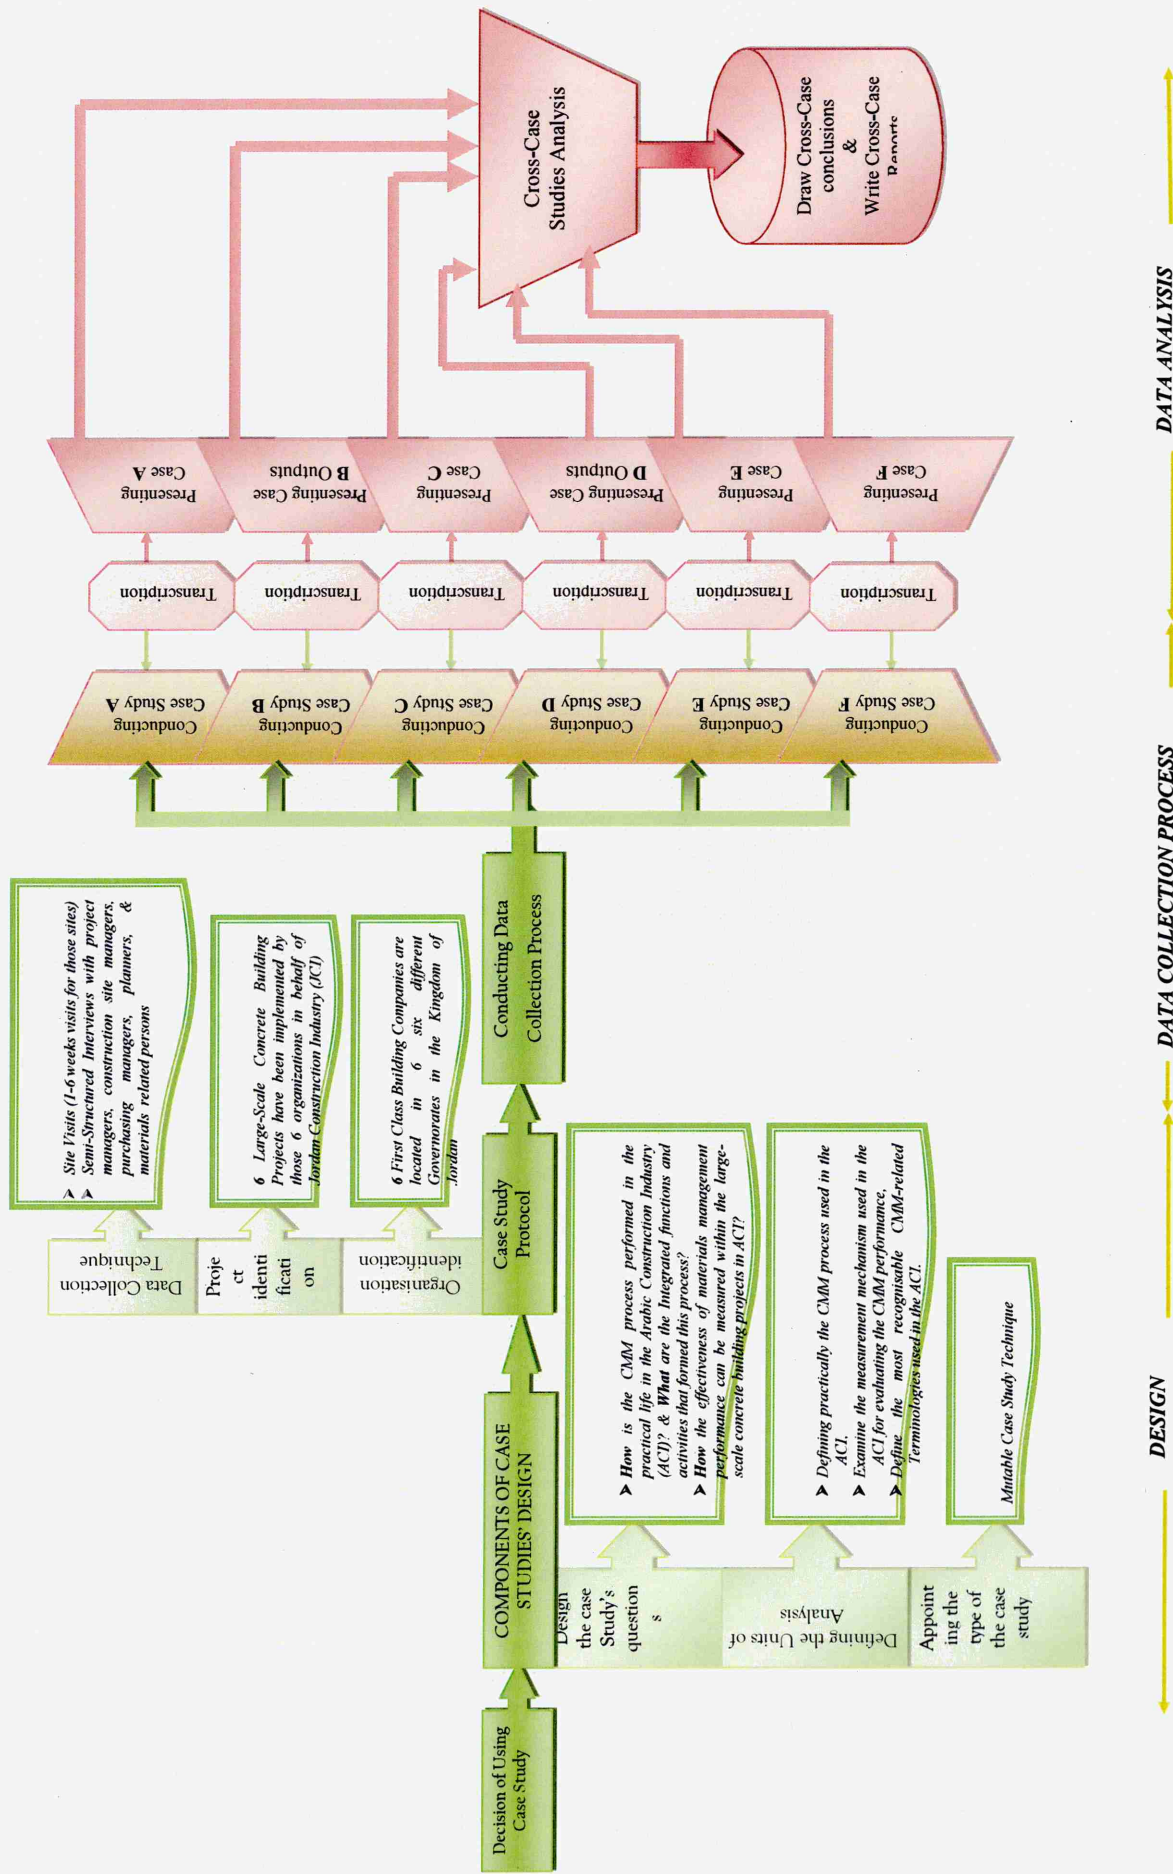 Decision of Using
Case Study
COMPONENTS OF CASE
STUDIES' DESIGN
Design
the case
Study's
question
s
➤ How is the CMM process performed in the
practical life in the Arabic Construction Industry
(ACI)? & What are the Integrated functions and
activities that formed this process?
➤ How the effectiveness of materials management
performance can be measured within the large-
scale concrete building projects in ACI?
Defining the Units of
Analysis
➤ Defining practically the CMM process used in the
ACI.
➤ Examine the measurement mechanism used in the
ACI for evaluating the CMM performance,
➤ Define the most recognisable CMM-related
Terminologies used in the ACI.
Appoint
ing the
type of
the case
study
Mutable Case Study Technique
Case Study
Protocol
Data Collection
Technique
➤ Site Visits (1-6 weeks visits for those sites)
➤ Semi-Structured Interviews with project
managers, construction site managers,
purchasing managers, planners, &
materials related persons
Proje
ct
identi
ficati
on
6 Large-Scale Concrete Building
Projects have been implemented by
those 6 organizations in behalf of
Jordan Construction Industry (JCI)
Organisation
identification
6 First Class Building Companies are
located in 6 six different
Governorates in the Kingdom of
Jordan
Conducting Data
Collection Process
Conducting
Case Study A
Conducting
Case Study B
Conducting
Case Study C
Conducting
Case Study D
Conducting
Case Study E
Conducting
Case Study F
Transcription
Transcription
Transcription
Transcription
Transcription
Transcription
Presenting
Case A
Presenting Case
B Outputs
Presenting
Case C
Presenting Case
D Outputs
Presenting
Case E
Presenting
Case F
Cross-Case
Studies Analysis
Draw Cross-Case
conclusions
&
Write Cross-Case
Reports
DESIGN
DATA COLLECTION PROCESS
DATA ANALYSIS